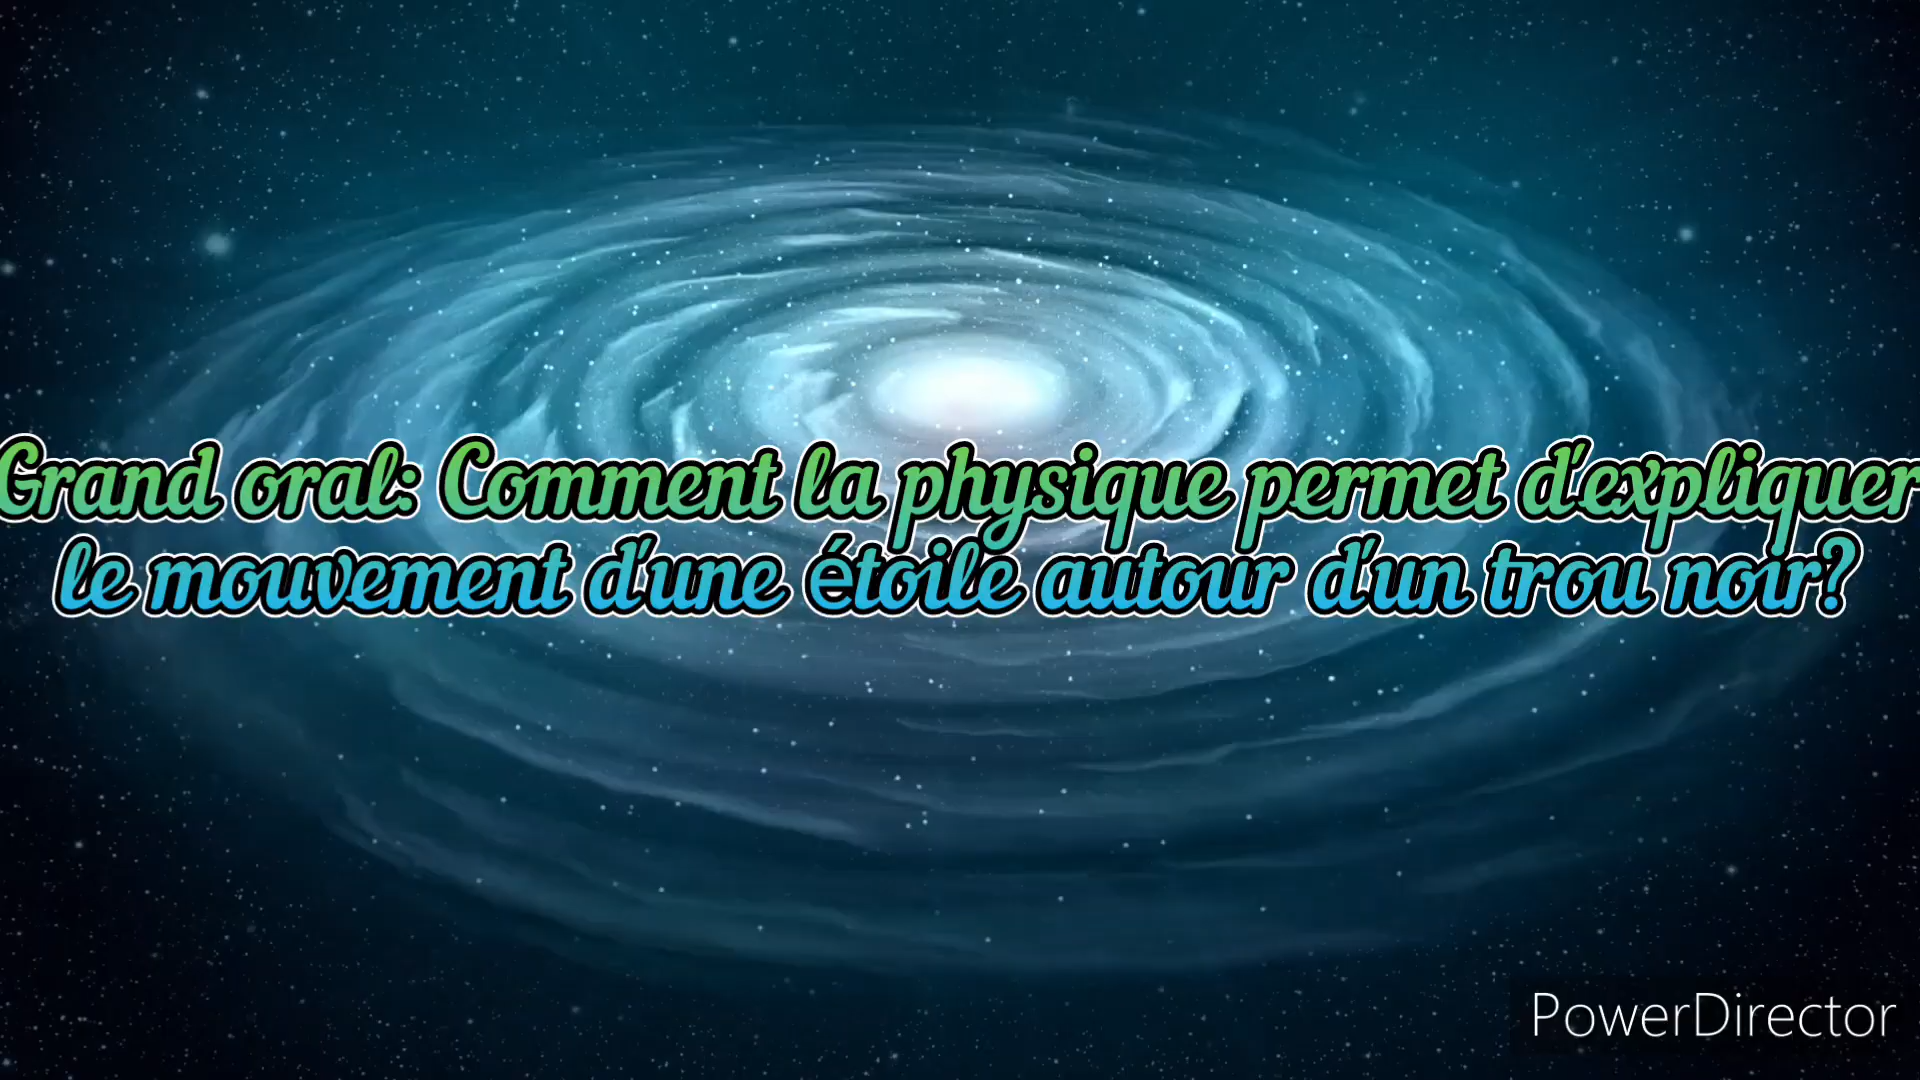 Grand oral: Comment la physique permet d'expliquer
le mouvement d'une étoile autour d'un trou noir?
PowerDirector